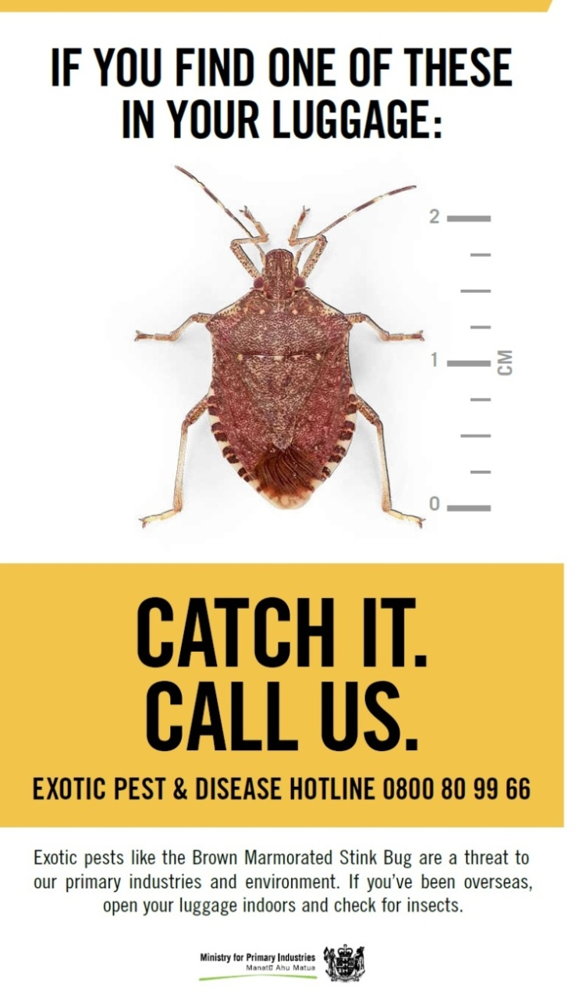 IF YOU FIND ONE OF THESE
IN YOUR LUGGAGE:
2
1
CM
0
CATCH IT.
CALL US.
EXOTIC PEST & DISEASE HOTLINE 0800 80 99 66
Exotic pests like the Brown Marmorated Stink Bug are a threat to
our primary industries and environment. If you’ve been overseas,
open your luggage indoors and check for insects.
Ministry for Primary Industries
Manatū Ahu Matua